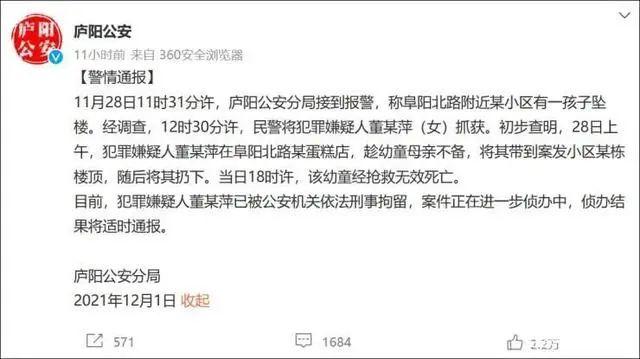 庐阳
公安
庐阳公安
11小时前 来自 360安全浏览器
【警情通报】
11月28日11时31分许，庐阳公安分局接到报警，称阜阳北路附近某小区有一孩子坠
楼。经调查，12时30分许，民警将犯罪嫌疑人董某萍（女）抓获。初步查明，28日上
午，犯罪嫌疑人董某萍在阜阳北路某蛋糕店，趁幼童母亲不备，将其带到案发小区某栋
楼顶，随后将其扔下。当日18时许，该幼童经抢救无效死亡。
目前，犯罪嫌疑人董某萍已被公安机关依法刑事拘留，案件正在进一步侦办中，侦办结
果将适时通报。
庐阳公安分局
2021年12月1日 收起
571 1684 2.2万